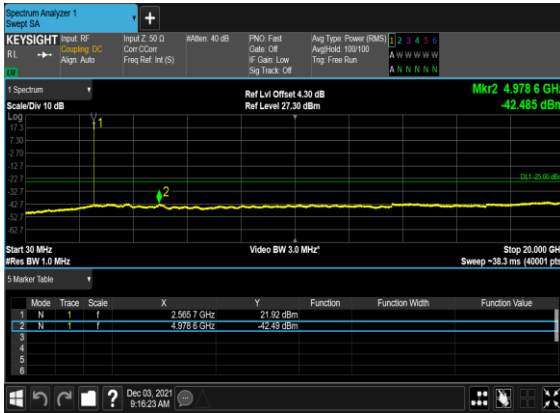 Spectrum Analyzer 1
Swept SA
KEYSIGHT Input: RF Input Z: 50 Ω #Atten: 40 dB PNO: Fast Avg Type: Power (RMS) 1 2 3 4 5 6
RL Coupling: DC Corr CCorr Gate: Off Avg|Hold: 100/100 A W W W W W
Align: Auto Freq Ref: Int (S) IF Gain: Low Trig: Free Run
Sig Track: Off A N N N N N
1 Spectrum Ref Lvl Offset 4.30 dB Mkr2 4.978 6 GHz
Scale/Div 10 dB Ref Level 27.30 dBm -42.485 dBm
Log
17.3
7.30
-2.70
-12.7
-22.7
-32.7
-42.7
-52.7
-62.7
1
2
DL1 -25.00 dBm
Start 30 MHz Video BW 3.0 MHz* Stop 20.000 GHz
#Res BW 1.0 MHz Sweep ~38.3 ms (40001 pts)
5 Marker Table
Mode Trace Scale X Y Function Function Width Function Value
1 N 1 f 2.565 7 GHz 21.92 dBm
2 N 1 f 4.978 6 GHz -42.49 dBm
3
4
5
6
Dec 03, 2021
9:16:23 AM